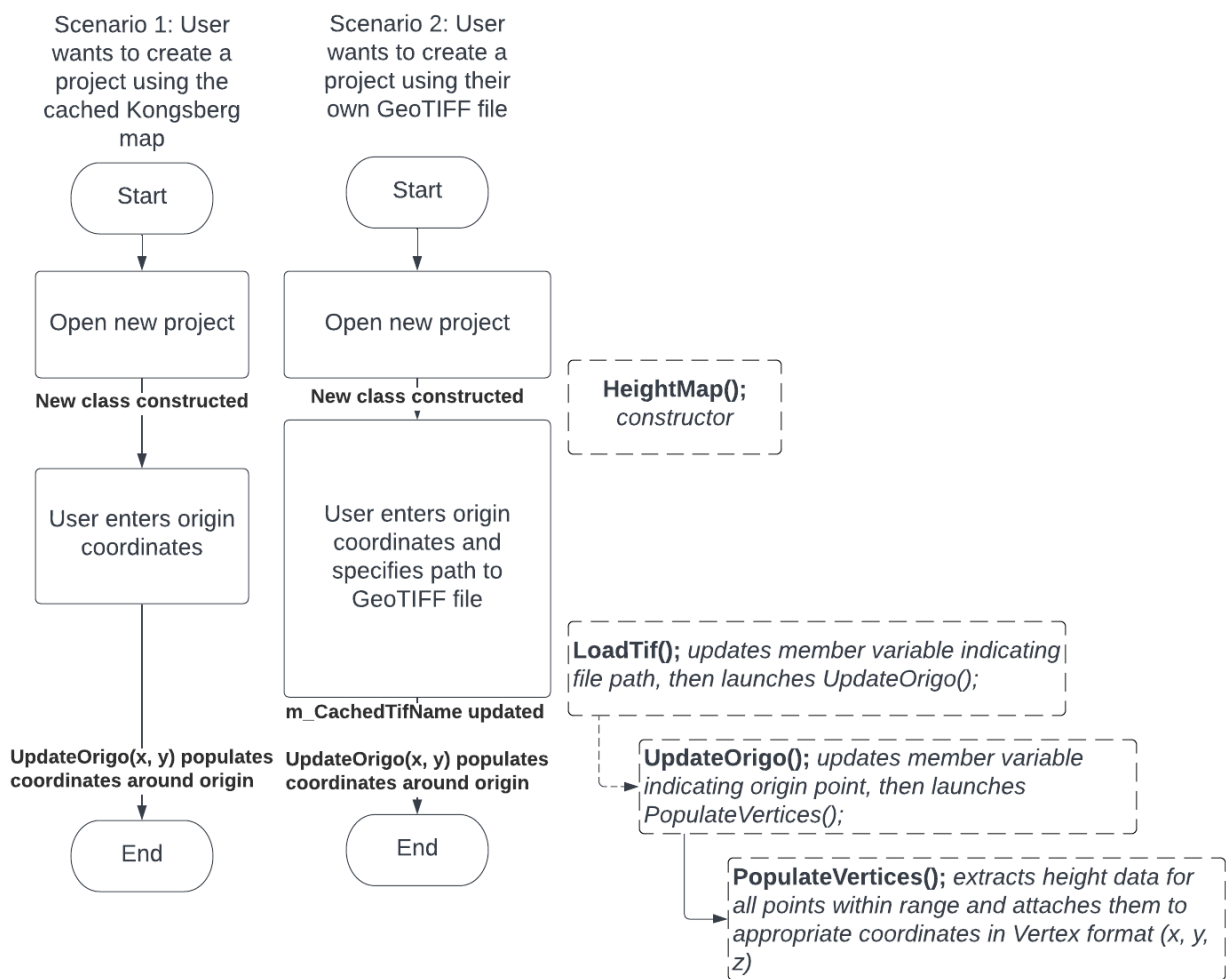 Scenario 1: User
wants to create a
project using the
cached Kongsberg
map
Start
Open new project
New class constructed
User enters origin
coordinates
UpdateOrigo(x, y) populates
coordinates around origin
End
Scenario 2: User
wants to create a
project using their
own GeoTIFF file
Start
Open new project
New class constructed
User enters origin
coordinates and
specifies path to
GeoTIFF file
m_CachedTifName updated
UpdateOrigo(x, y) populates
coordinates around origin
End
HeightMap();
constructor
LoadTif(); updates member variable indicating
file path, then launches UpdateOrigo();
UpdateOrigo(); updates member variable
indicating origin point, then launches
PopulateVertices();
PopulateVertices(); extracts height data for
all points within range and attaches them to
appropriate coordinates in Vertex format (x, y,
z)